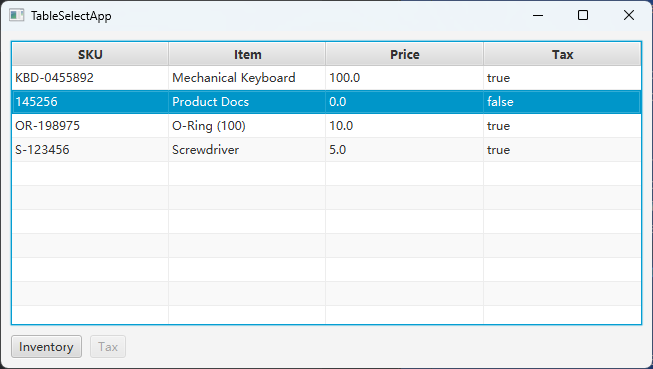 TableSelectApp
SKU Item Price Tax
KBD-0455892 Mechanical Keyboard 100.0 true
145256 Product Docs 0.0 false
OR-198975 O-Ring (100) 10.0 true
S-123456 Screwdriver 5.0 true
Inventory Tax